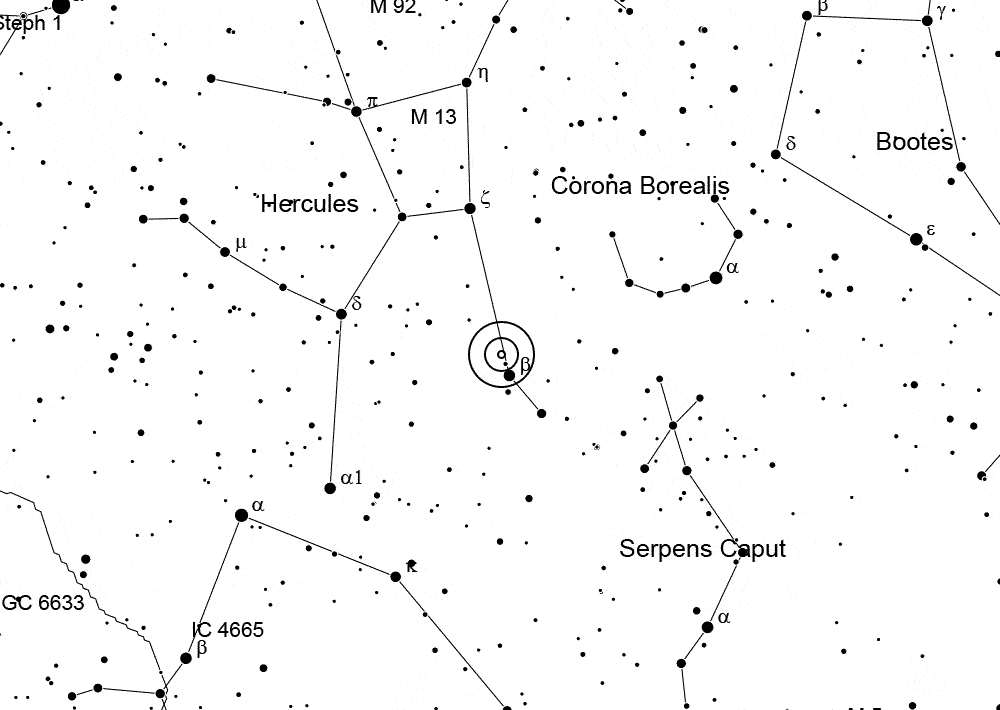 M 92
Steph 1
β
γ
η
π
M 13
δ
Bootes
Corona Borealis
Hercules
ζ
ε
μ
α
δ
β
α1
α
Serpens Caput
κ
GC 6633
α
IC 4665
β